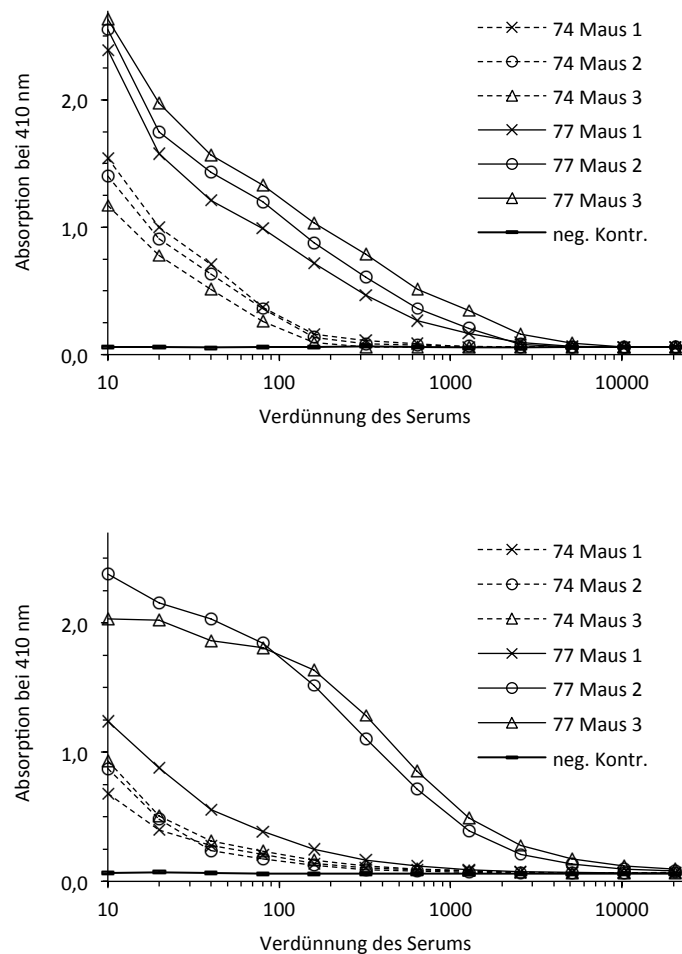 74 Maus 1
74 Maus 2
74 Maus 3
77 Maus 1
77 Maus 2
77 Maus 3
neg. Kontr.
Absorption bei 410 nm
2,0
1,0
0,0
10 100 1000 10000
Verdünnung des Serums
74 Maus 1
74 Maus 2
74 Maus 3
77 Maus 1
77 Maus 2
77 Maus 3
neg. Kontr.
Absorption bei 410 nm
2,0
1,0
0,0
10 100 1000 10000
Verdünnung des Serums